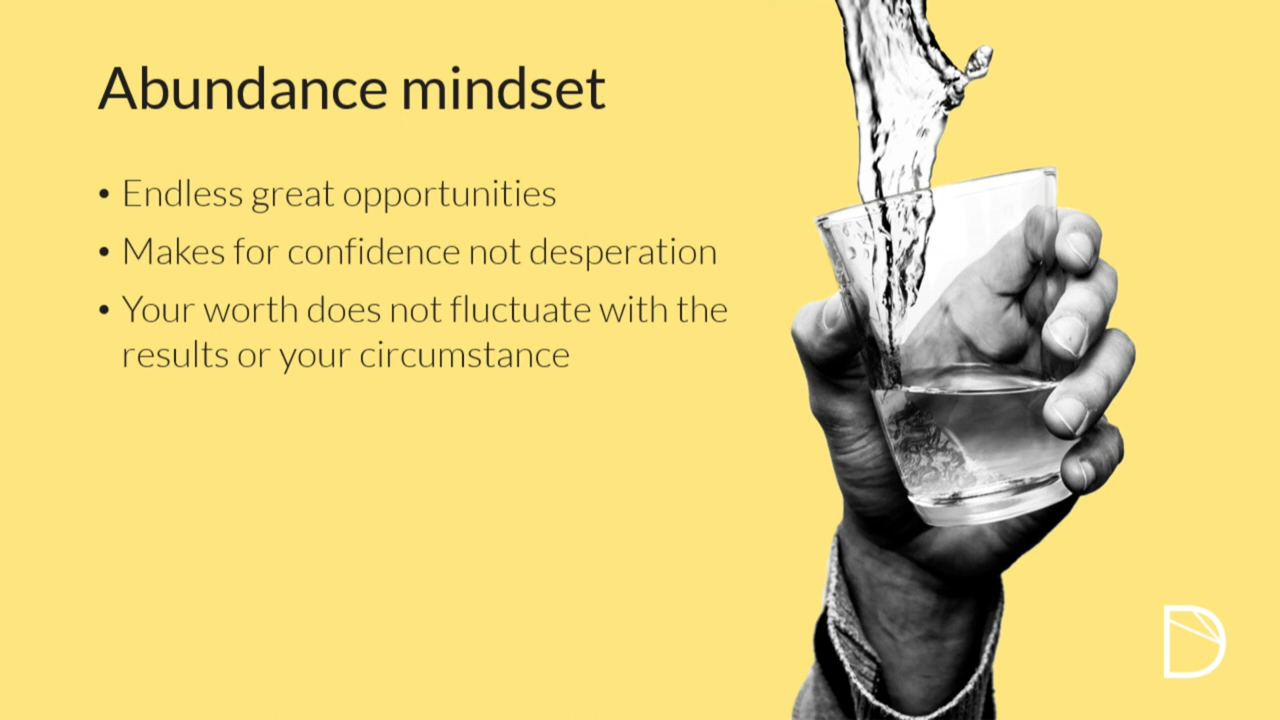 Abundance mindset
• Endless great opportunities
• Makes for confidence not desperation
• Your worth does not fluctuate with the
results or your circumstance